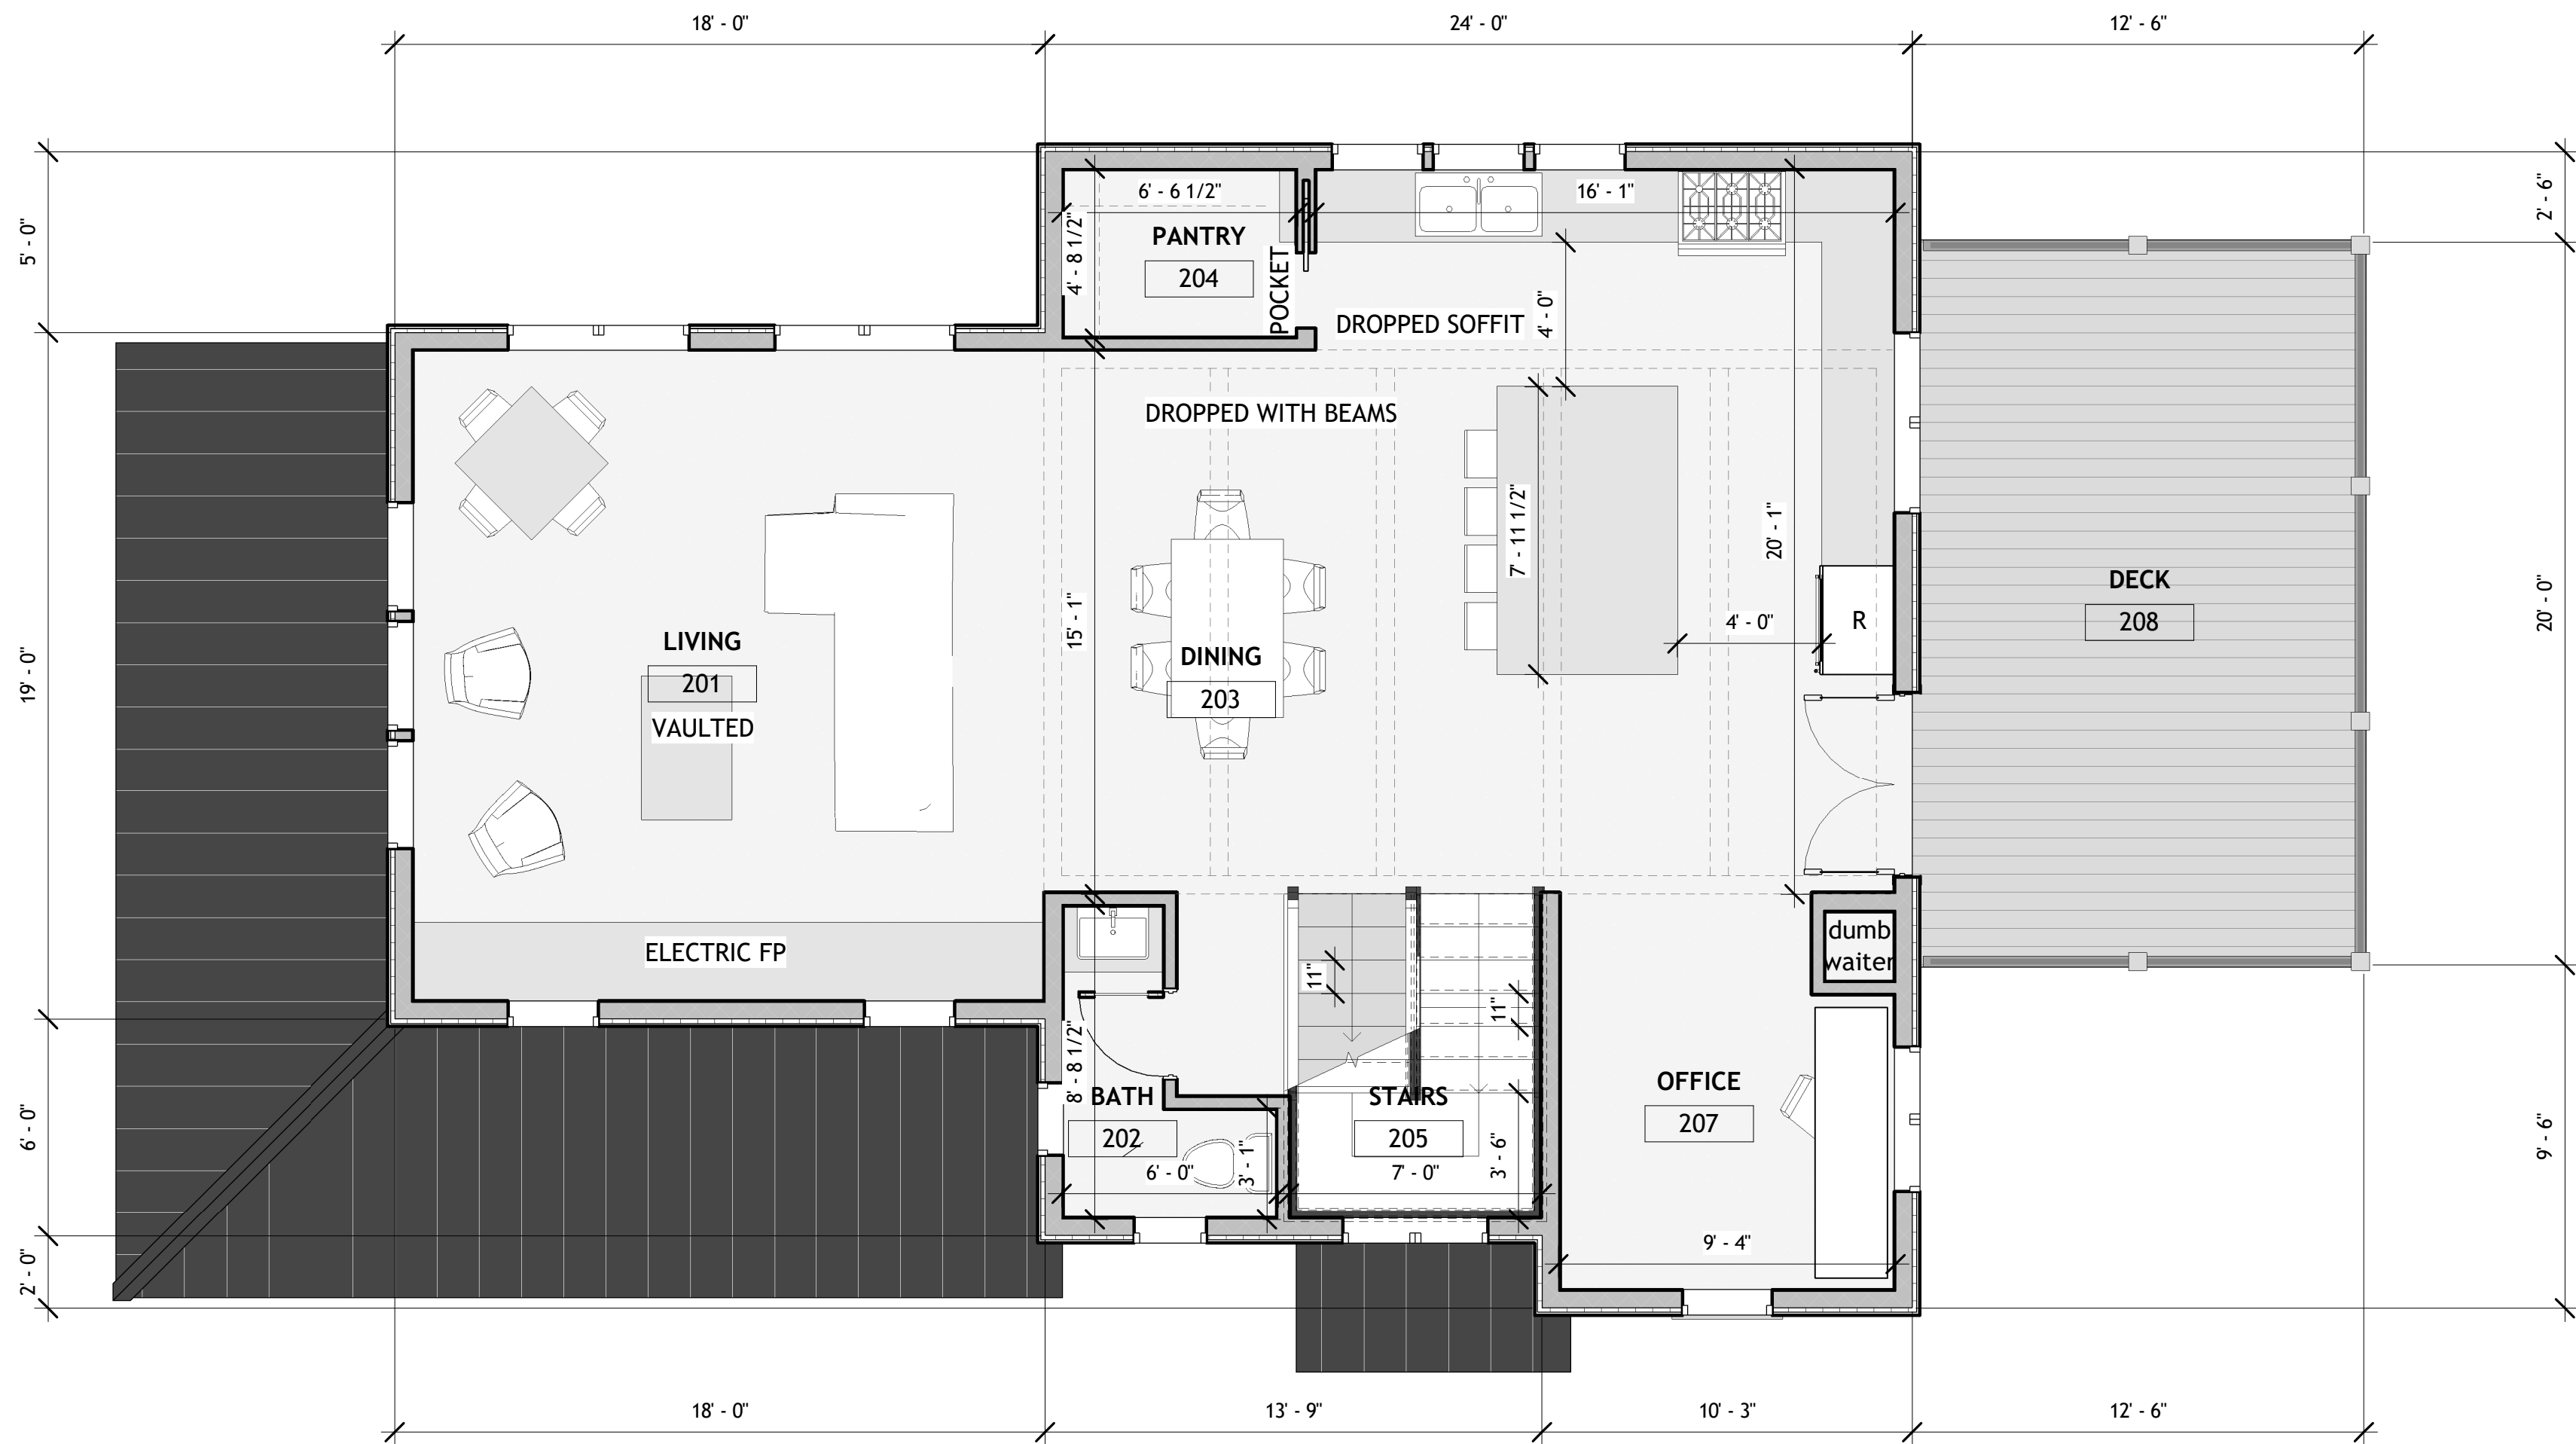 18' - 0"
24' - 0"
12' - 6"
5' - 0"
2' - 6"
6' - 6 1/2"
16' - 1"
PANTRY
204
4' - 8 1/2"
POCKET
DROPPED SOFFIT
4' - 0"
DROPPED WITH BEAMS
7' - 11 1/2"
20' - 1"
15' - 1"
19' - 0"
LIVING
201
VAULTED
DINING
203
4' - 0"
R
DECK
208
20' - 0"
ELECTRIC FP
dumb
waiter
11"
11"
8' - 8 1/2"
BATH
202
6' - 0"
3' - 1"
STAIRS
205
7' - 0"
3' - 6"
OFFICE
207
9' - 4"
6' - 0"
2' - 0"
9' - 6"
18' - 0"
13' - 9"
10' - 3"
12' - 6"